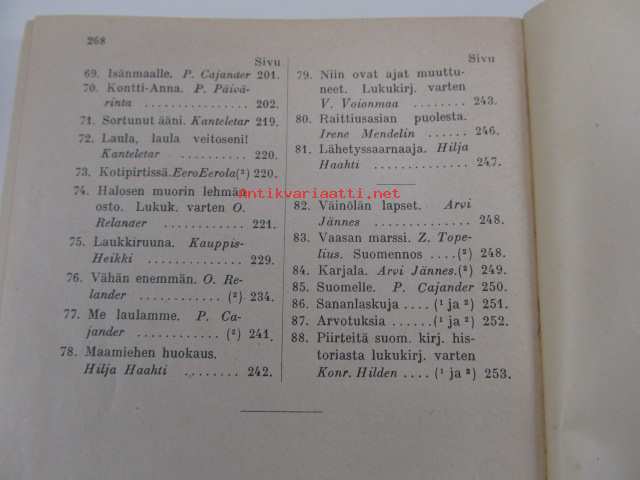 268
Sivu
69. Isänmaalle. P. Cajander 201.
70. Kontti-Anna. P. Päivä-
rinta .............. 202.
71. Sortunut ääni. Kanteletar 219.
72. Laula, laula veitoseni!
Kanteletar .......... 220.
73. Kotipirtissä. Eero Eerola (²) 220.
74. Halosen muorin lehmän
osto. Lukuk. varten O.
Relanaer ............ 221.
75. Laukkiruuna. Kauppis-
Heikki .............. 229.
76. Vähän enemmän. O. Re-
lander ............ (²) 234.
77. Me laulamme. P. Ca-
jander ............ (²) 241.
78. Maamiehen huokaus.
Hilja Haahti ........ 242.
Sivu
79. Niin ovat ajat muuttu-
neet. Lukukirj. varten
V. Voionmaa ........ 243.
80. Raittiusasian puolesta.
Irene Mendelin ...... 246.
81. Lähetyssaarnaaja. Hilja
Haahti .............. 247.
82. Väinölän lapset. Arvi
Jännes .............. 248.
83. Vaasan marssi. Z. Tope-
lius. Suomennos ....(²) 248.
84. Karjala. Arvi Jännes.(²) 249.
85. Suomelle. P. Cajander 250.
86. Sananlaskuja ....(¹ ja ²) 251.
87. Arvotuksia ......(¹ ja ²) 252.
88. Piirteitä suom. kirj. his-
toriasta lukukirj. varten
Konr. Hilden .... (¹ ja ²) 253.
Antikvariaatti.net